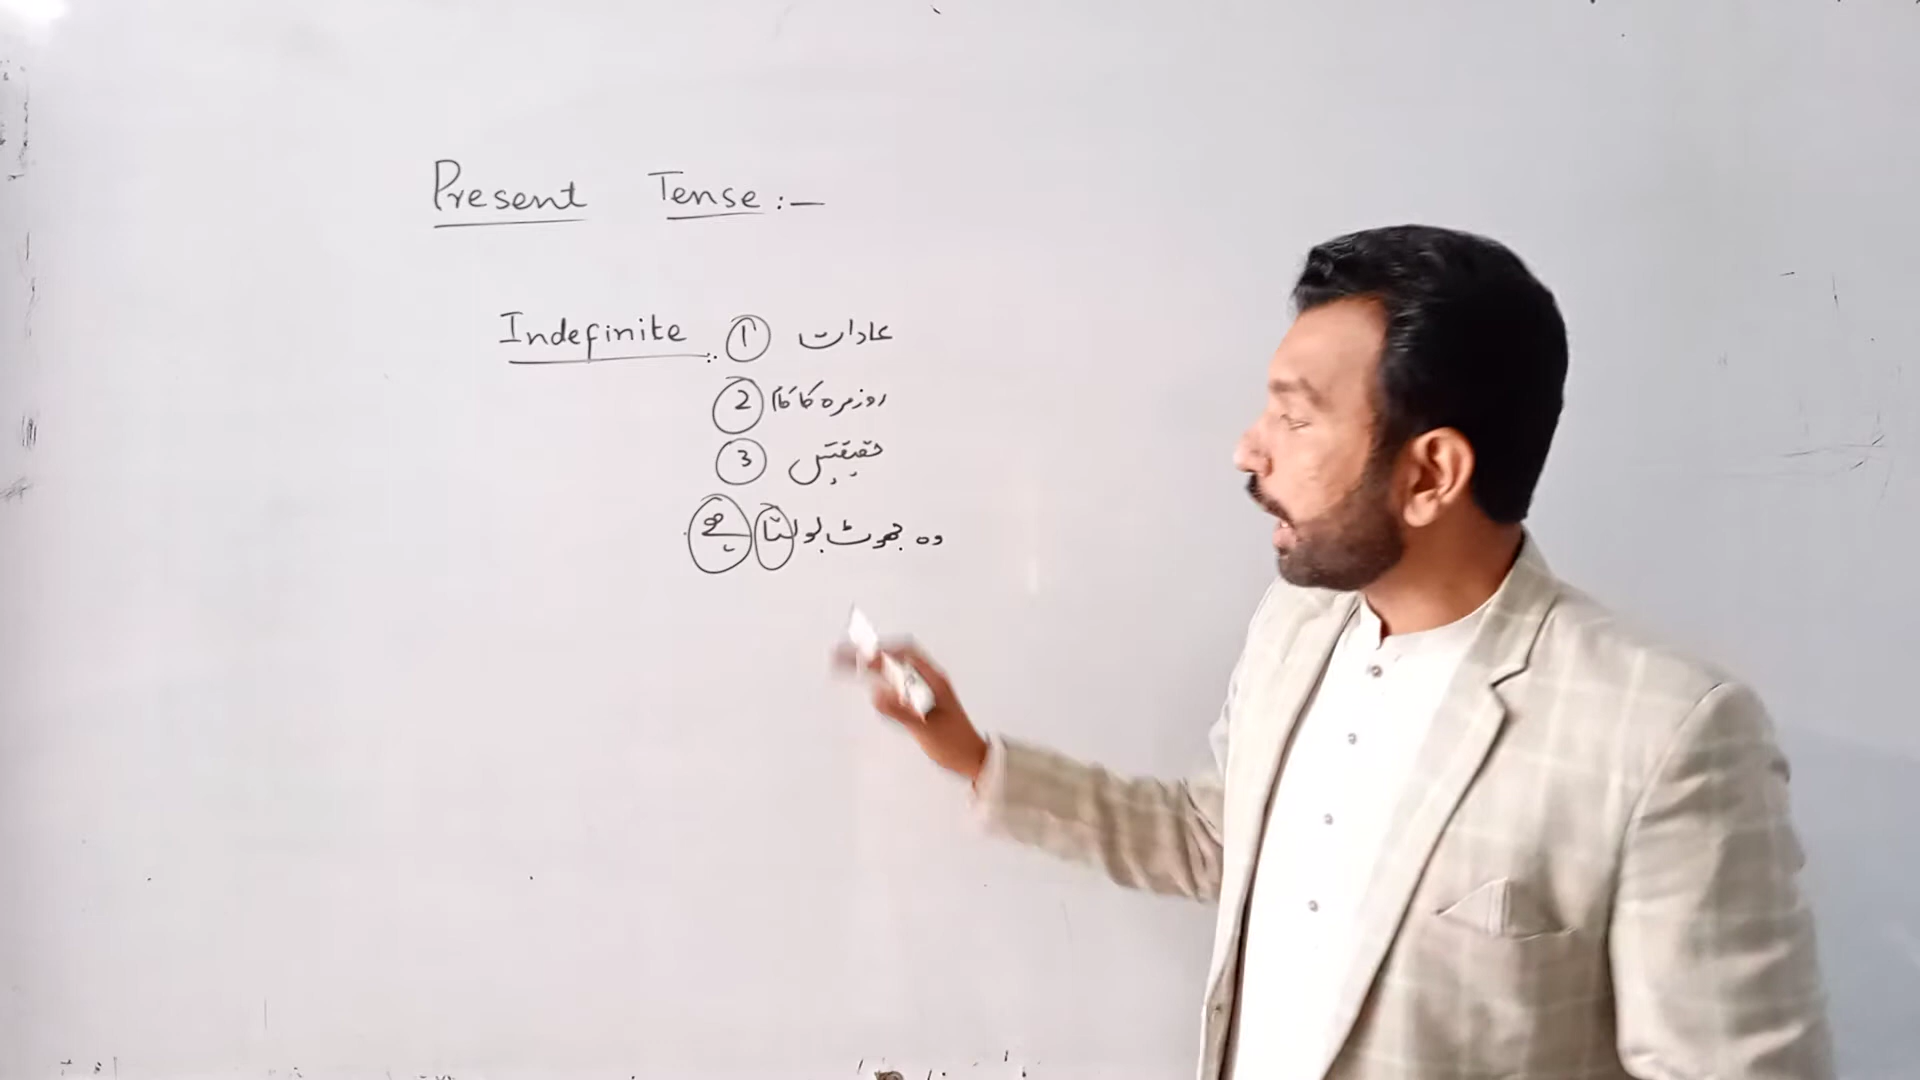 Present Tense :—
Indefinite :. 1 عادات
2 روزمرہ کا کام
3 حقیقتیں
وہ جھوٹ بولتا ہے